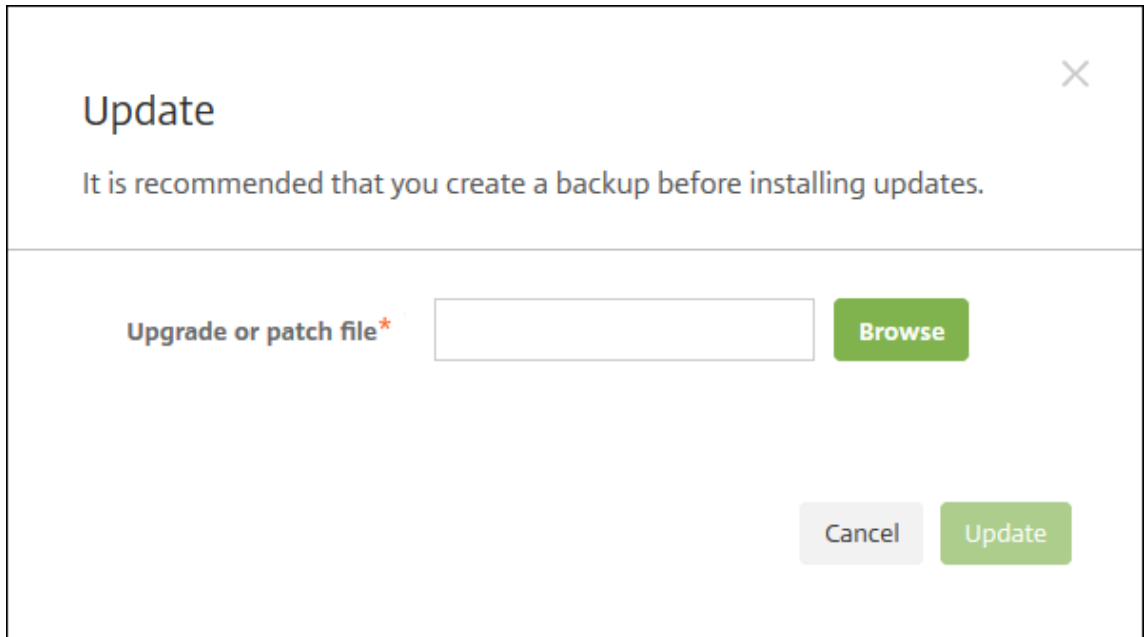 Update
It is recommended that you create a backup before installing updates.
Upgrade or patch file*
Browse
Cancel
Update